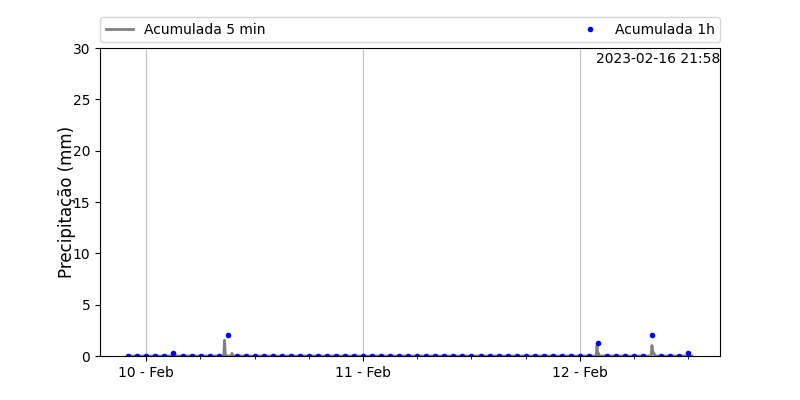 Acumulada 5 min
Acumulada 1h
2023-02-16 21:58
Precipitação (mm)
30
25
20
15
10
5
0
10 - Feb
11 - Feb
12 - Feb